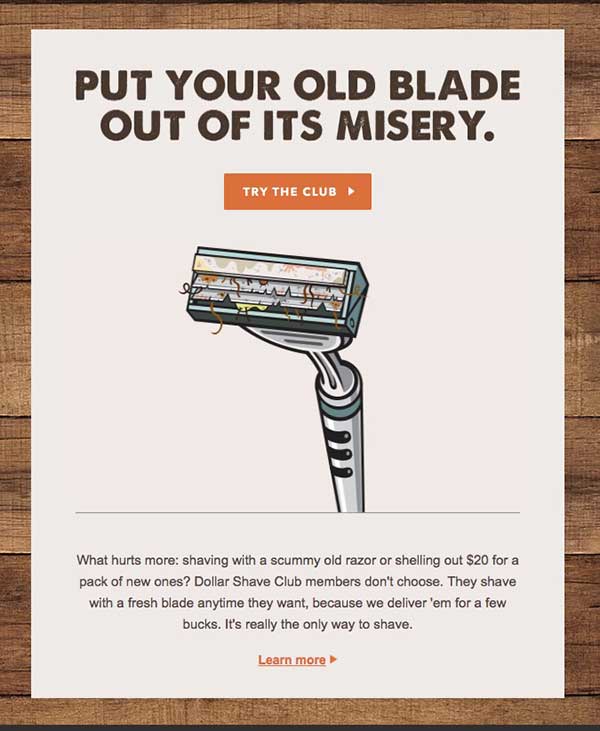 PUT YOUR OLD BLADE
OUT OF ITS MISERY.
TRY THE CLUB
What hurts more: shaving with a scummy old razor or shelling out $20 for a
pack of new ones? Dollar Shave Club members don't choose. They shave
with a fresh blade anytime they want, because we deliver 'em for a few
bucks. It's really the only way to shave.
Learn more